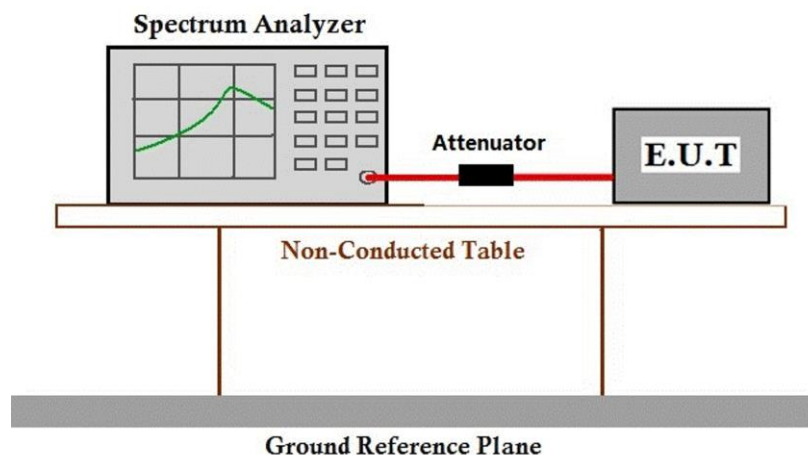 Spectrum Analyzer
Attenuator
E.U.T
Non-Conducted Table
Ground Reference Plane